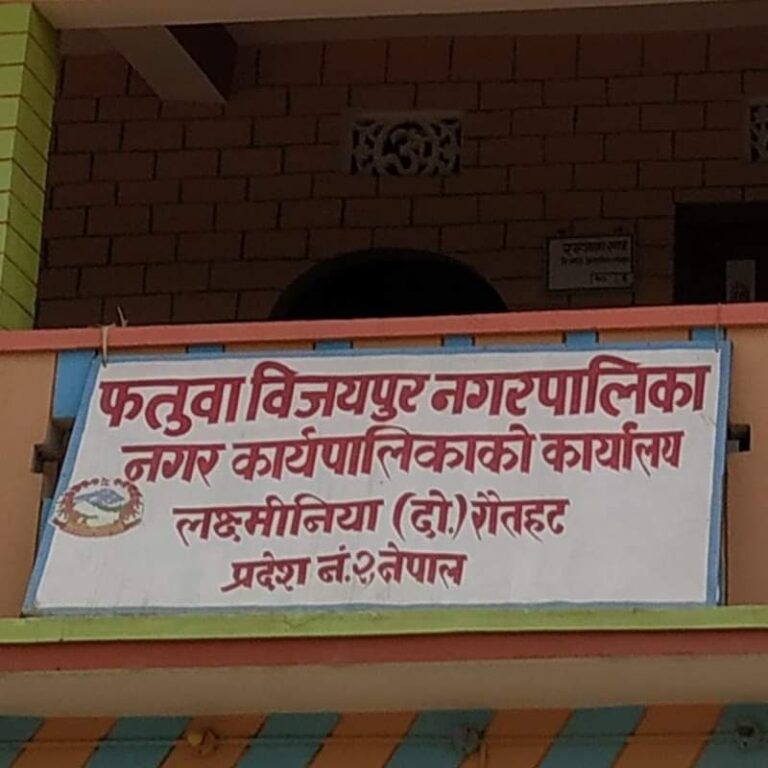 फतुवा विजयपुर नगरपालिका
नगर कार्यपालिकाको कार्यालय
लक्ष्मीनिया (दो.) रौतहट
प्रदेश नं. २ नेपाल